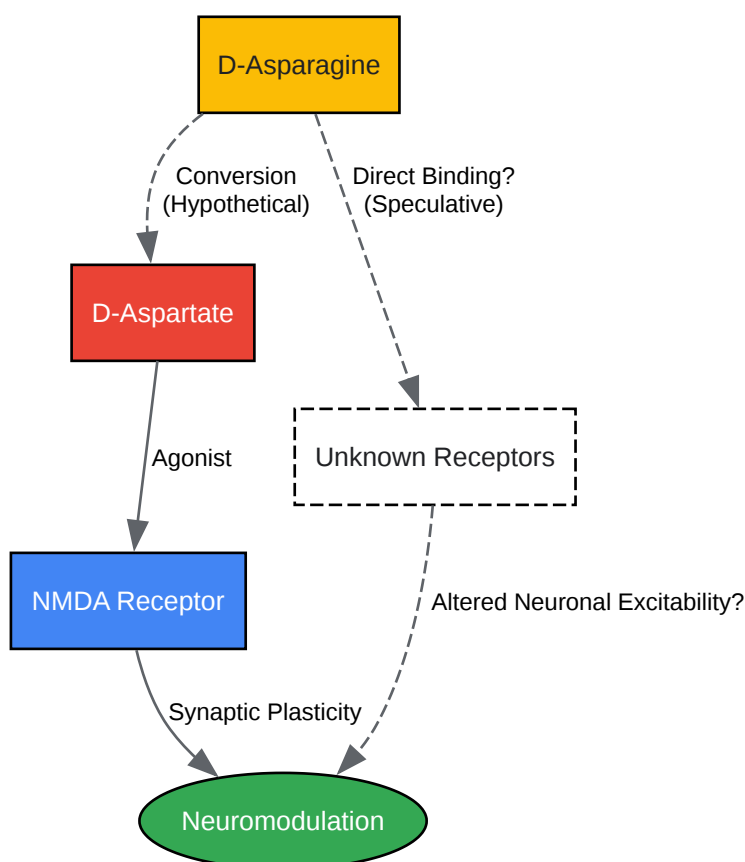 D-Asparagine
Conversion
(Hypothetical)
Direct Binding?
(Speculative)
D-Aspartate
Unknown Receptors
Agonist
NMDA Receptor
Altered Neuronal Excitability?
Synaptic Plasticity
Neuromodulation